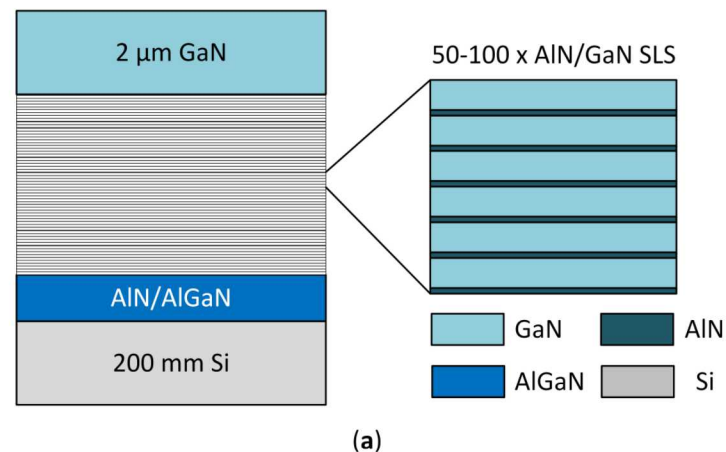 2 µm GaN
50-100 x AlN/GaN SLS
AlN/AlGaN
200 mm Si
GaN
AlN
AlGaN
Si
(a)